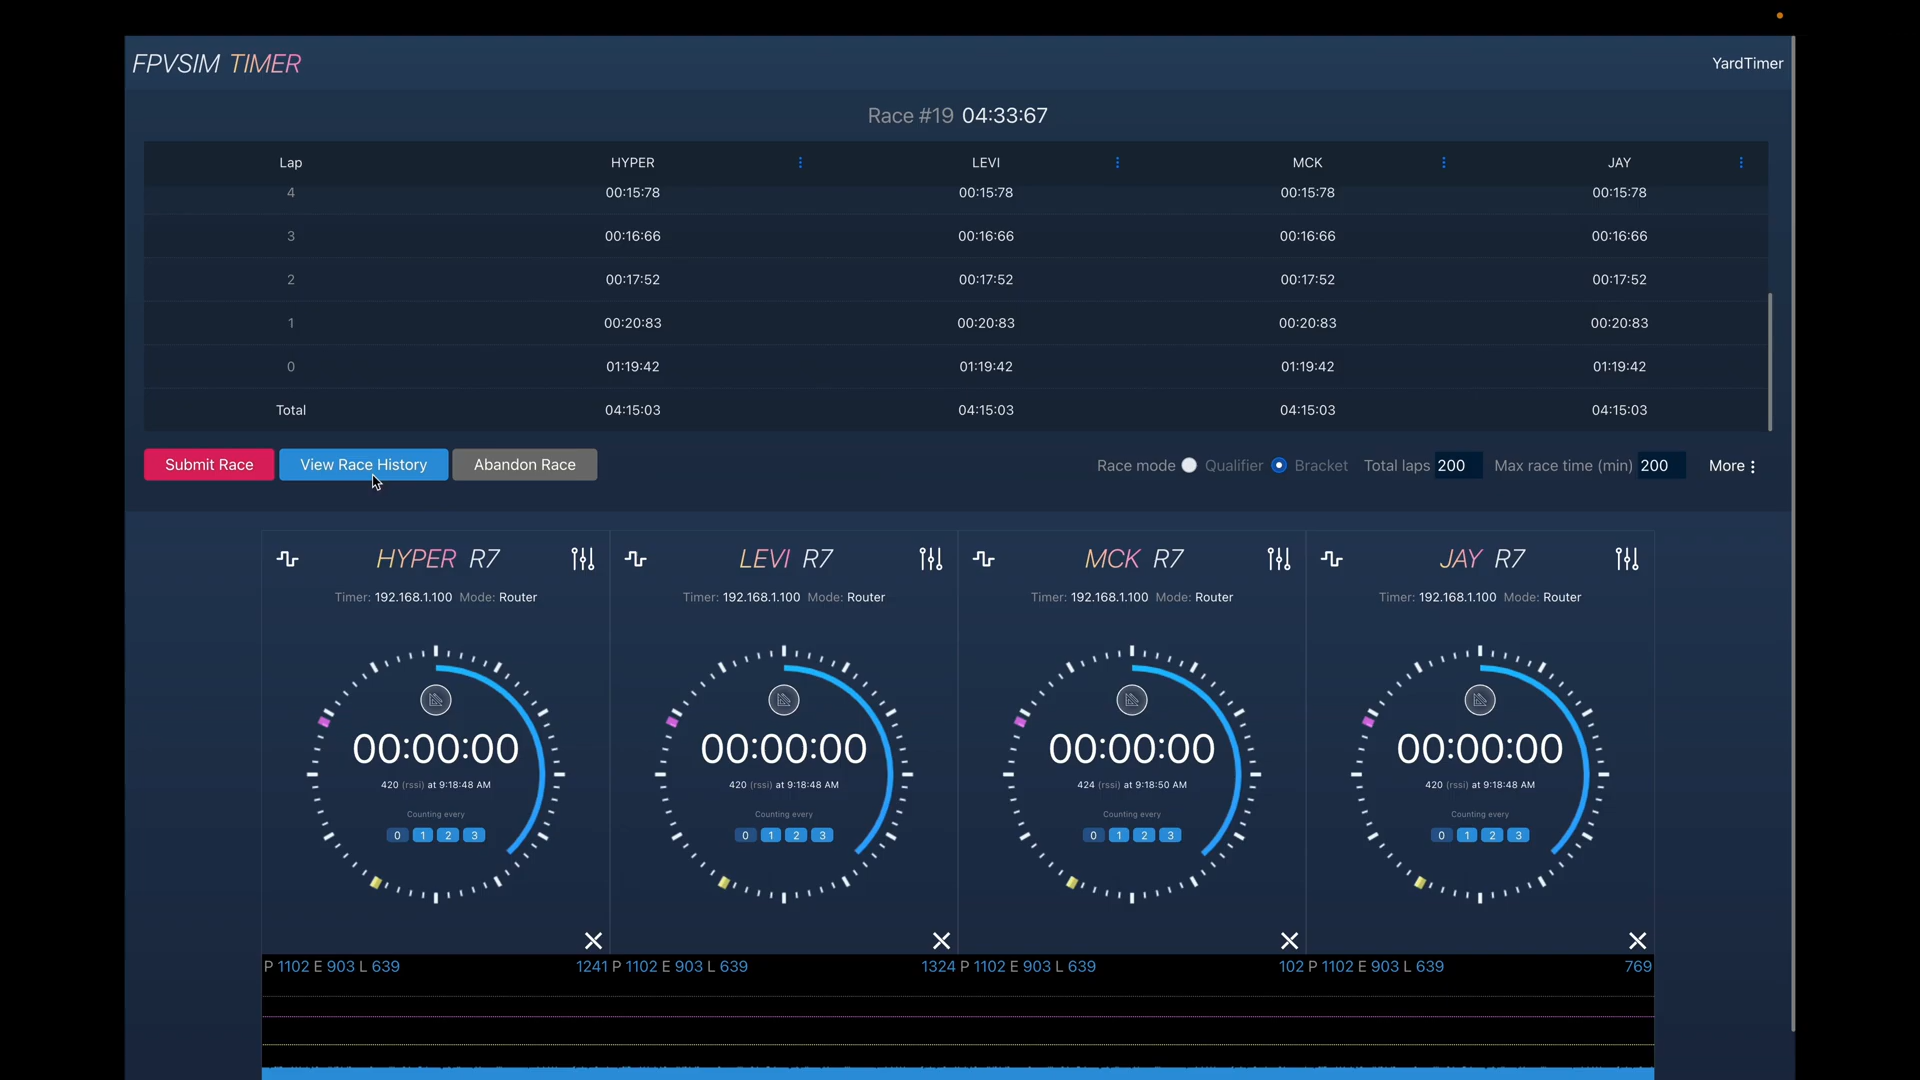 FPVSIM TIMER
YardTimer
Race #19 04:33:67
Lap HYPER LEVI MCK JAY
4 00:15:78 00:15:78 00:15:78 00:15:78
3 00:16:66 00:16:66 00:16:66 00:16:66
2 00:17:52 00:17:52 00:17:52 00:17:52
1 00:20:83 00:20:83 00:20:83 00:20:83
0 01:19:42 01:19:42 01:19:42 01:19:42
Total 04:15:03 04:15:03 04:15:03 04:15:03
Submit Race View Race History Abandon Race Race mode Qualifier Bracket Total laps 200 Max race time (min) 200 More
HYPER R7 LEVI R7 MCK R7 JAY R7
Timer: 192.168.1.100 Mode: Router Timer: 192.168.1.100 Mode: Router Timer: 192.168.1.100 Mode: Router Timer: 192.168.1.100 Mode: Router
00:00:00 00:00:00 00:00:00 00:00:00
420 (rssi) at 9:18:48 AM 420 (rssi) at 9:18:48 AM 424 (rssi) at 9:18:50 AM 420 (rssi) at 9:18:48 AM
Counting every Counting every Counting every Counting every
0 1 2 3 0 1 2 3 0 1 2 3 0 1 2 3
P 1102 E 903 L 639 1241 P 1102 E 903 L 639 1324 P 1102 E 903 L 639 102 P 1102 E 903 L 639 769